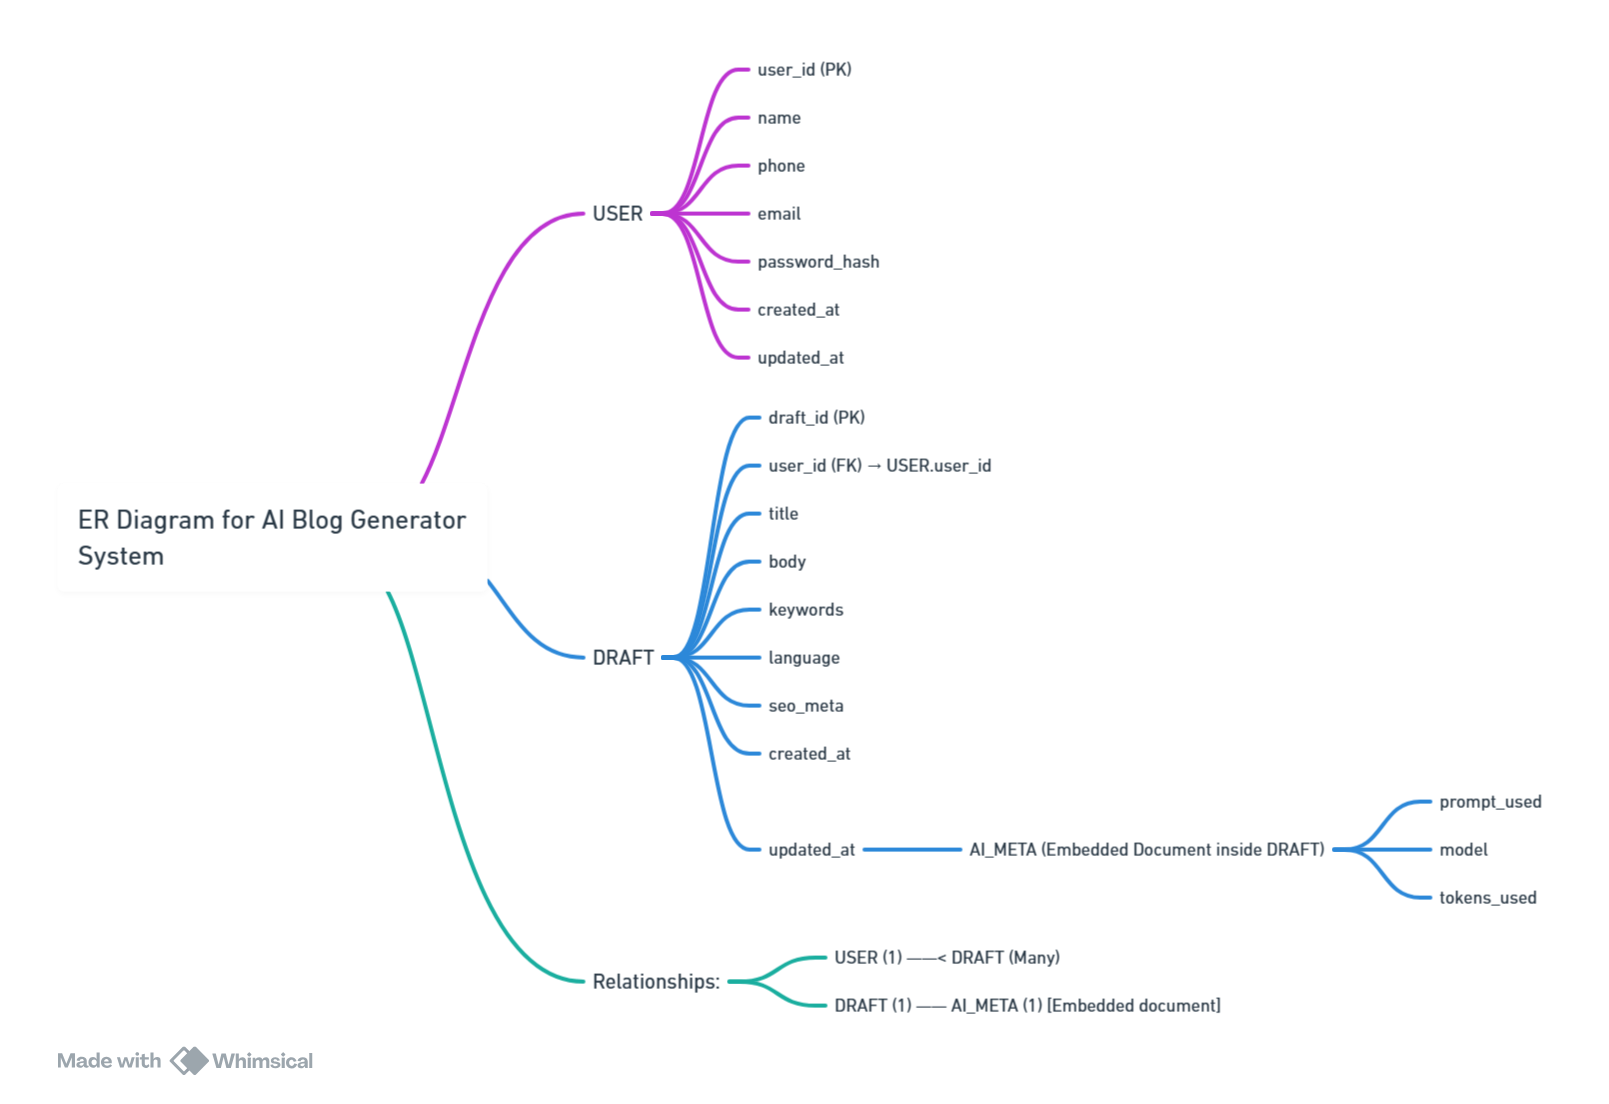 ER Diagram for AI Blog Generator
System
USER
user_id (PK)
name
phone
email
password_hash
created_at
updated_at
DRAFT
draft_id (PK)
user_id (FK) → USER.user_id
title
body
keywords
language
seo_meta
created_at
updated_at
AI_META (Embedded Document inside DRAFT)
prompt_used
model
tokens_used
Relationships:
USER (1) ——< DRAFT (Many)
DRAFT (1) —— AI_META (1) [Embedded document]
Made with Whimsical